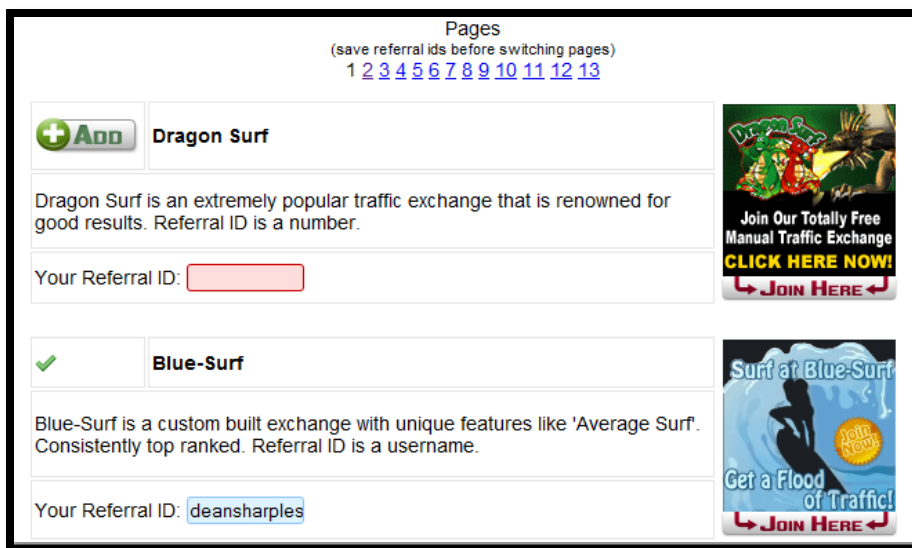 Pages
(save referral ids before switching pages)
1 2 3 4 5 6 7 8 9 10 11 12 13
ADD
Dragon Surf
Dragon Surf is an extremely popular traffic exchange that is renowned for
good results. Referral ID is a number.
Your Referral ID:
Dragon Surf
Join Our Totally Free
Manual Traffic Exchange
CLICK HERE NOW!
JOIN HERE
Blue-Surf
Blue-Surf is a custom built exchange with unique features like 'Average Surf'.
Consistently top ranked. Referral ID is a username.
Your Referral ID: deansharples
Surf at Blue-Surf
Join
Now!
Get a Flood
of Traffic!
JOIN HERE